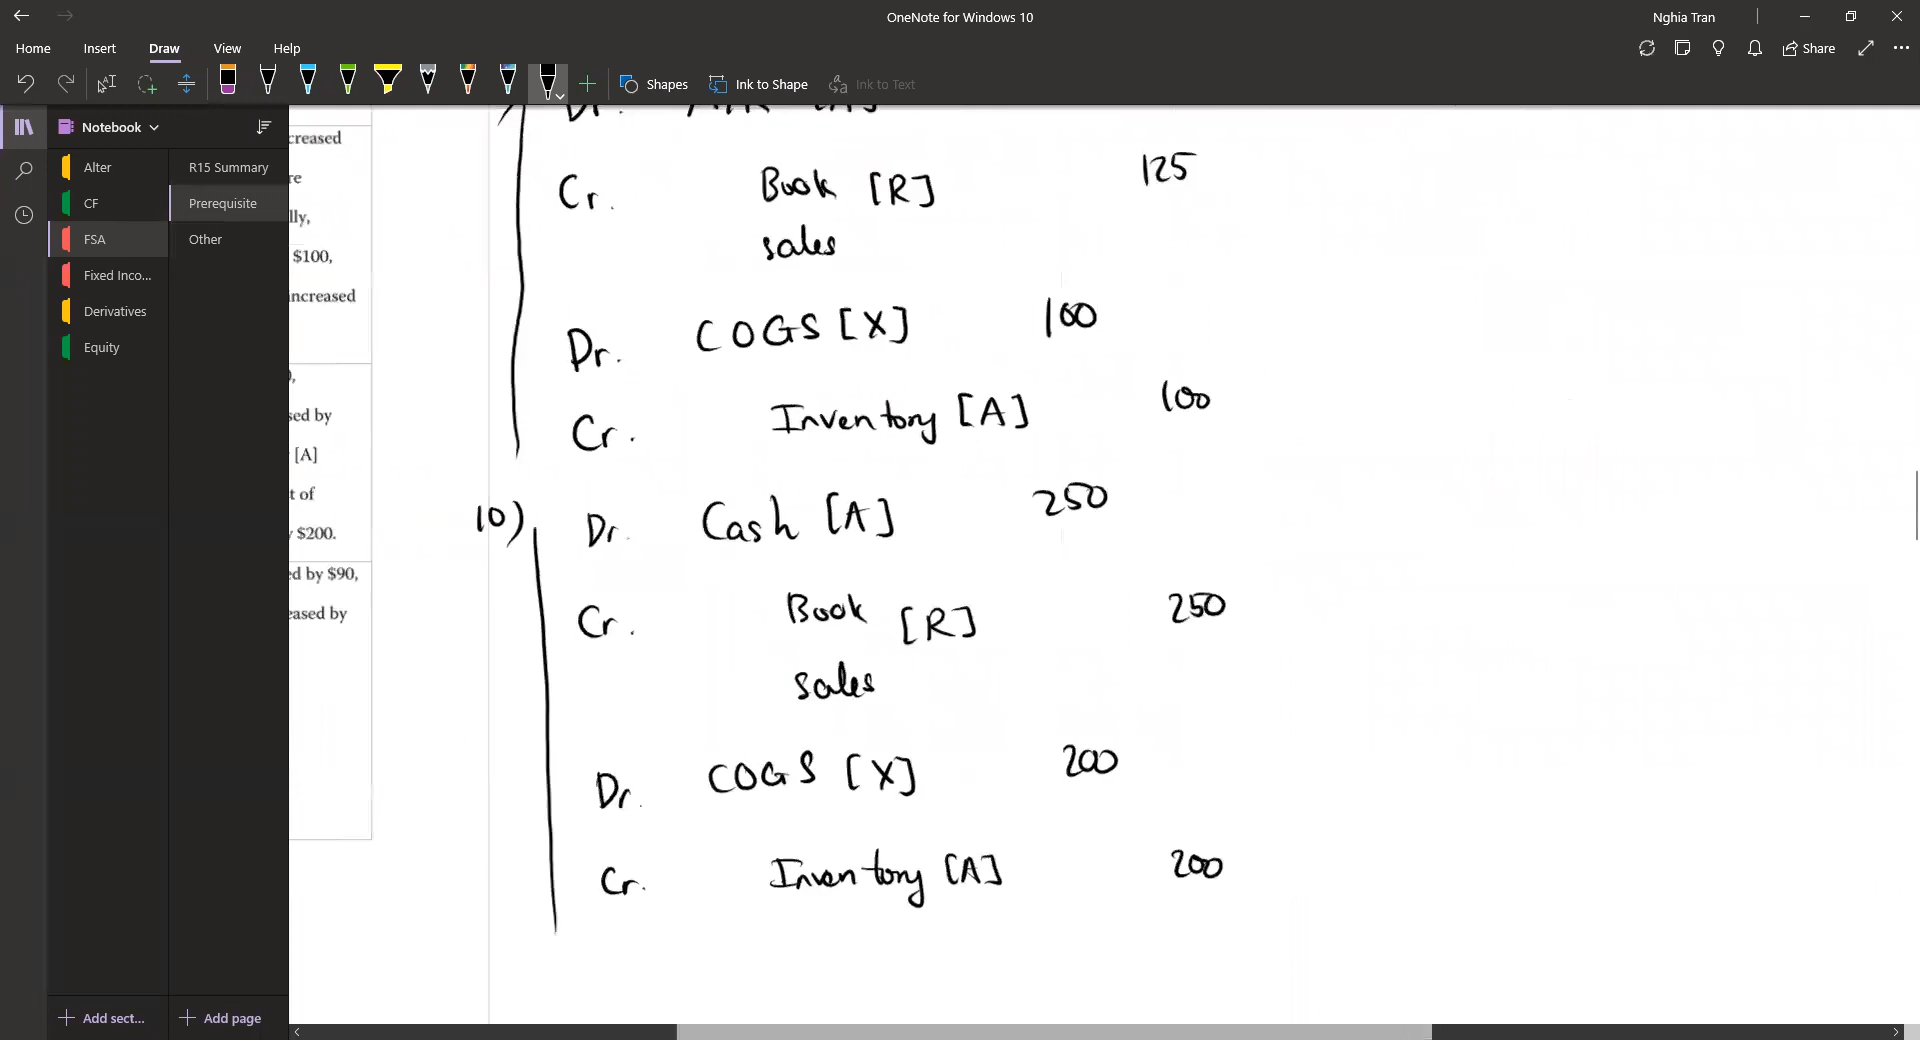 OneNote for Windows 10
Nghia Tran
Home Insert Draw View Help
Share
Shapes Ink to Shape Ink to Text
Notebook
Alter
CF
FSA
Fixed Inco...
Derivatives
Equity
R15 Summary
Prerequisite
Other
Add sect...
Add page
creased
re
lly,
$100,
increased
sed by
[A]
t of
$200.
ed by $90,
eased by
Dr.
Cr. Book [R] 125
sales
Dr. COGS [X] 100
Cr. Inventory [A] 100
10) Dr. Cash [A] 250
Cr. Book [R] 250
sales
Dr. COGS [X] 200
Cr. Inventory [A] 200